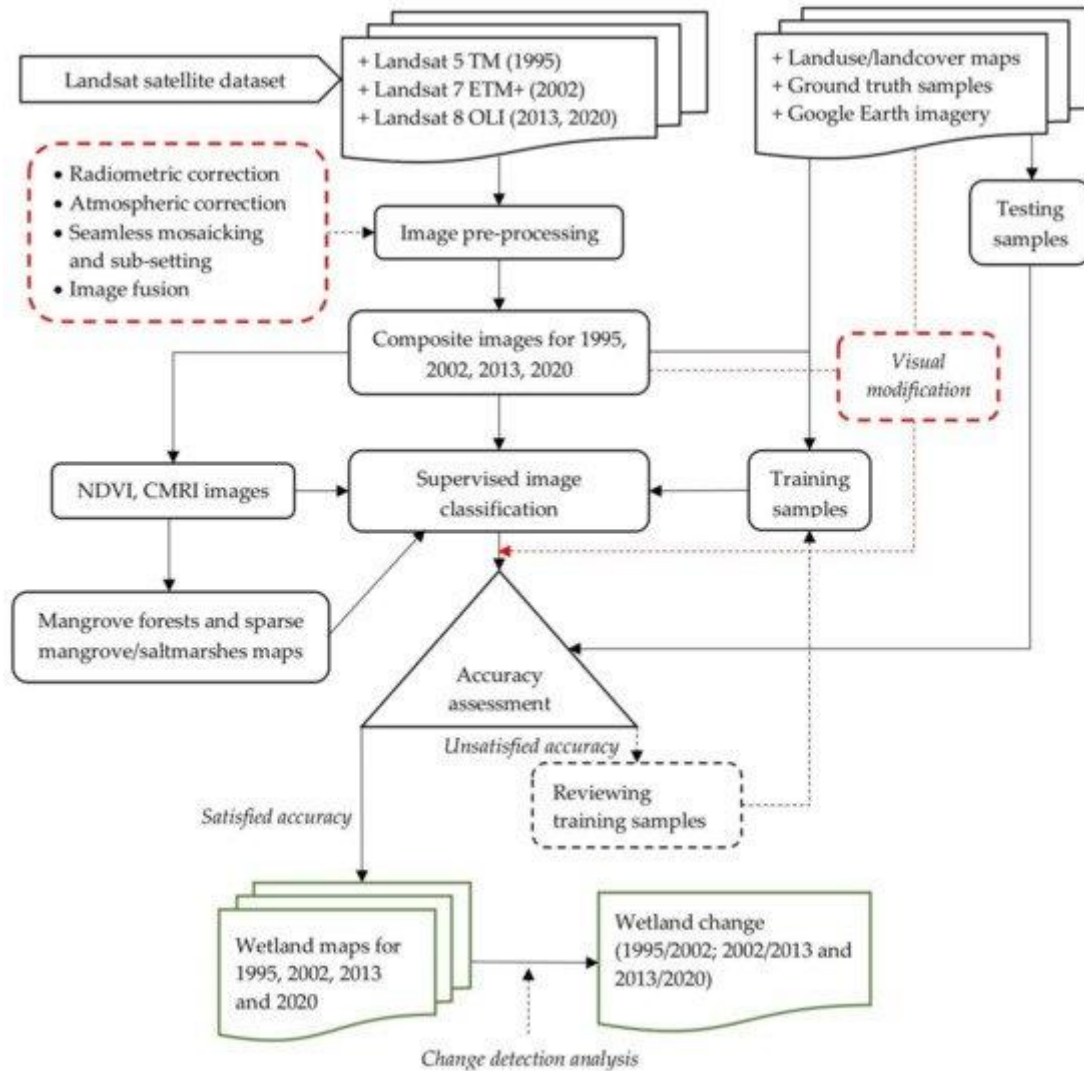 Landsat satellite dataset
+ Landsat 5 TM (1995)
+ Landsat 7 ETM+ (2002)
+ Landsat 8 OLI (2013, 2020)
+ Landuse/landcover maps
+ Ground truth samples
+ Google Earth imagery
• Radiometric correction
• Atmospheric correction
• Seamless mosaicking
and sub-setting
• Image fusion
Image pre-processing
Testing
samples
Composite images for 1995,
2002, 2013, 2020
Visual
modification
NDVI, CMRI images
Supervised image
classification
Training
samples
Mangrove forests and sparse
mangrove/saltmarshes maps
Accuracy
assessment
Unsatisfied accuracy
Reviewing
training samples
Satisfied accuracy
Wetland maps for
1995, 2002, 2013
and 2020
Wetland change
(1995/2002; 2002/2013 and
2013/2020)
Change detection analysis